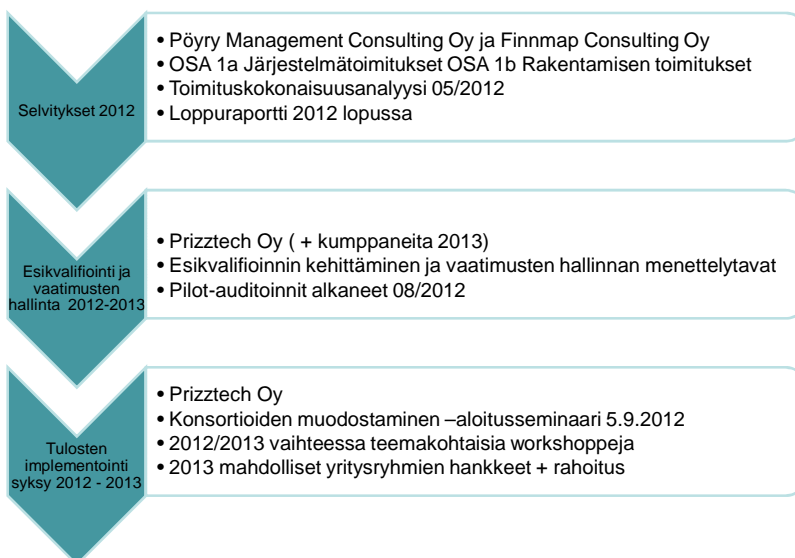 Selvitykset 2012
• Pöyry Management Consulting Oy ja Finnmap Consulting Oy
• OSA 1a Järjestelmätoimitukset OSA 1b Rakentamisen toimitukset
• Toimituskokonaisuusanalyysi 05/2012
• Loppuraportti 2012 lopussa
Esikvalifiointi ja
vaatimusten
hallinta 2012-2013
• Prizztech Oy ( + kumppaneita 2013)
• Esikvalifioinnin kehittäminen ja vaatimusten hallinnan menettelytavat
• Pilot-auditoinnit alkaneet 08/2012
Tulosten
implementointi
syksy 2012 - 2013
• Prizztech Oy
• Konsortioiden muodostaminen –aloitusseminaari 5.9.2012
• 2012/2013 vaihteessa teemakohtaisia workshoppeja
• 2013 mahdolliset yritysryhmien hankkeet + rahoitus